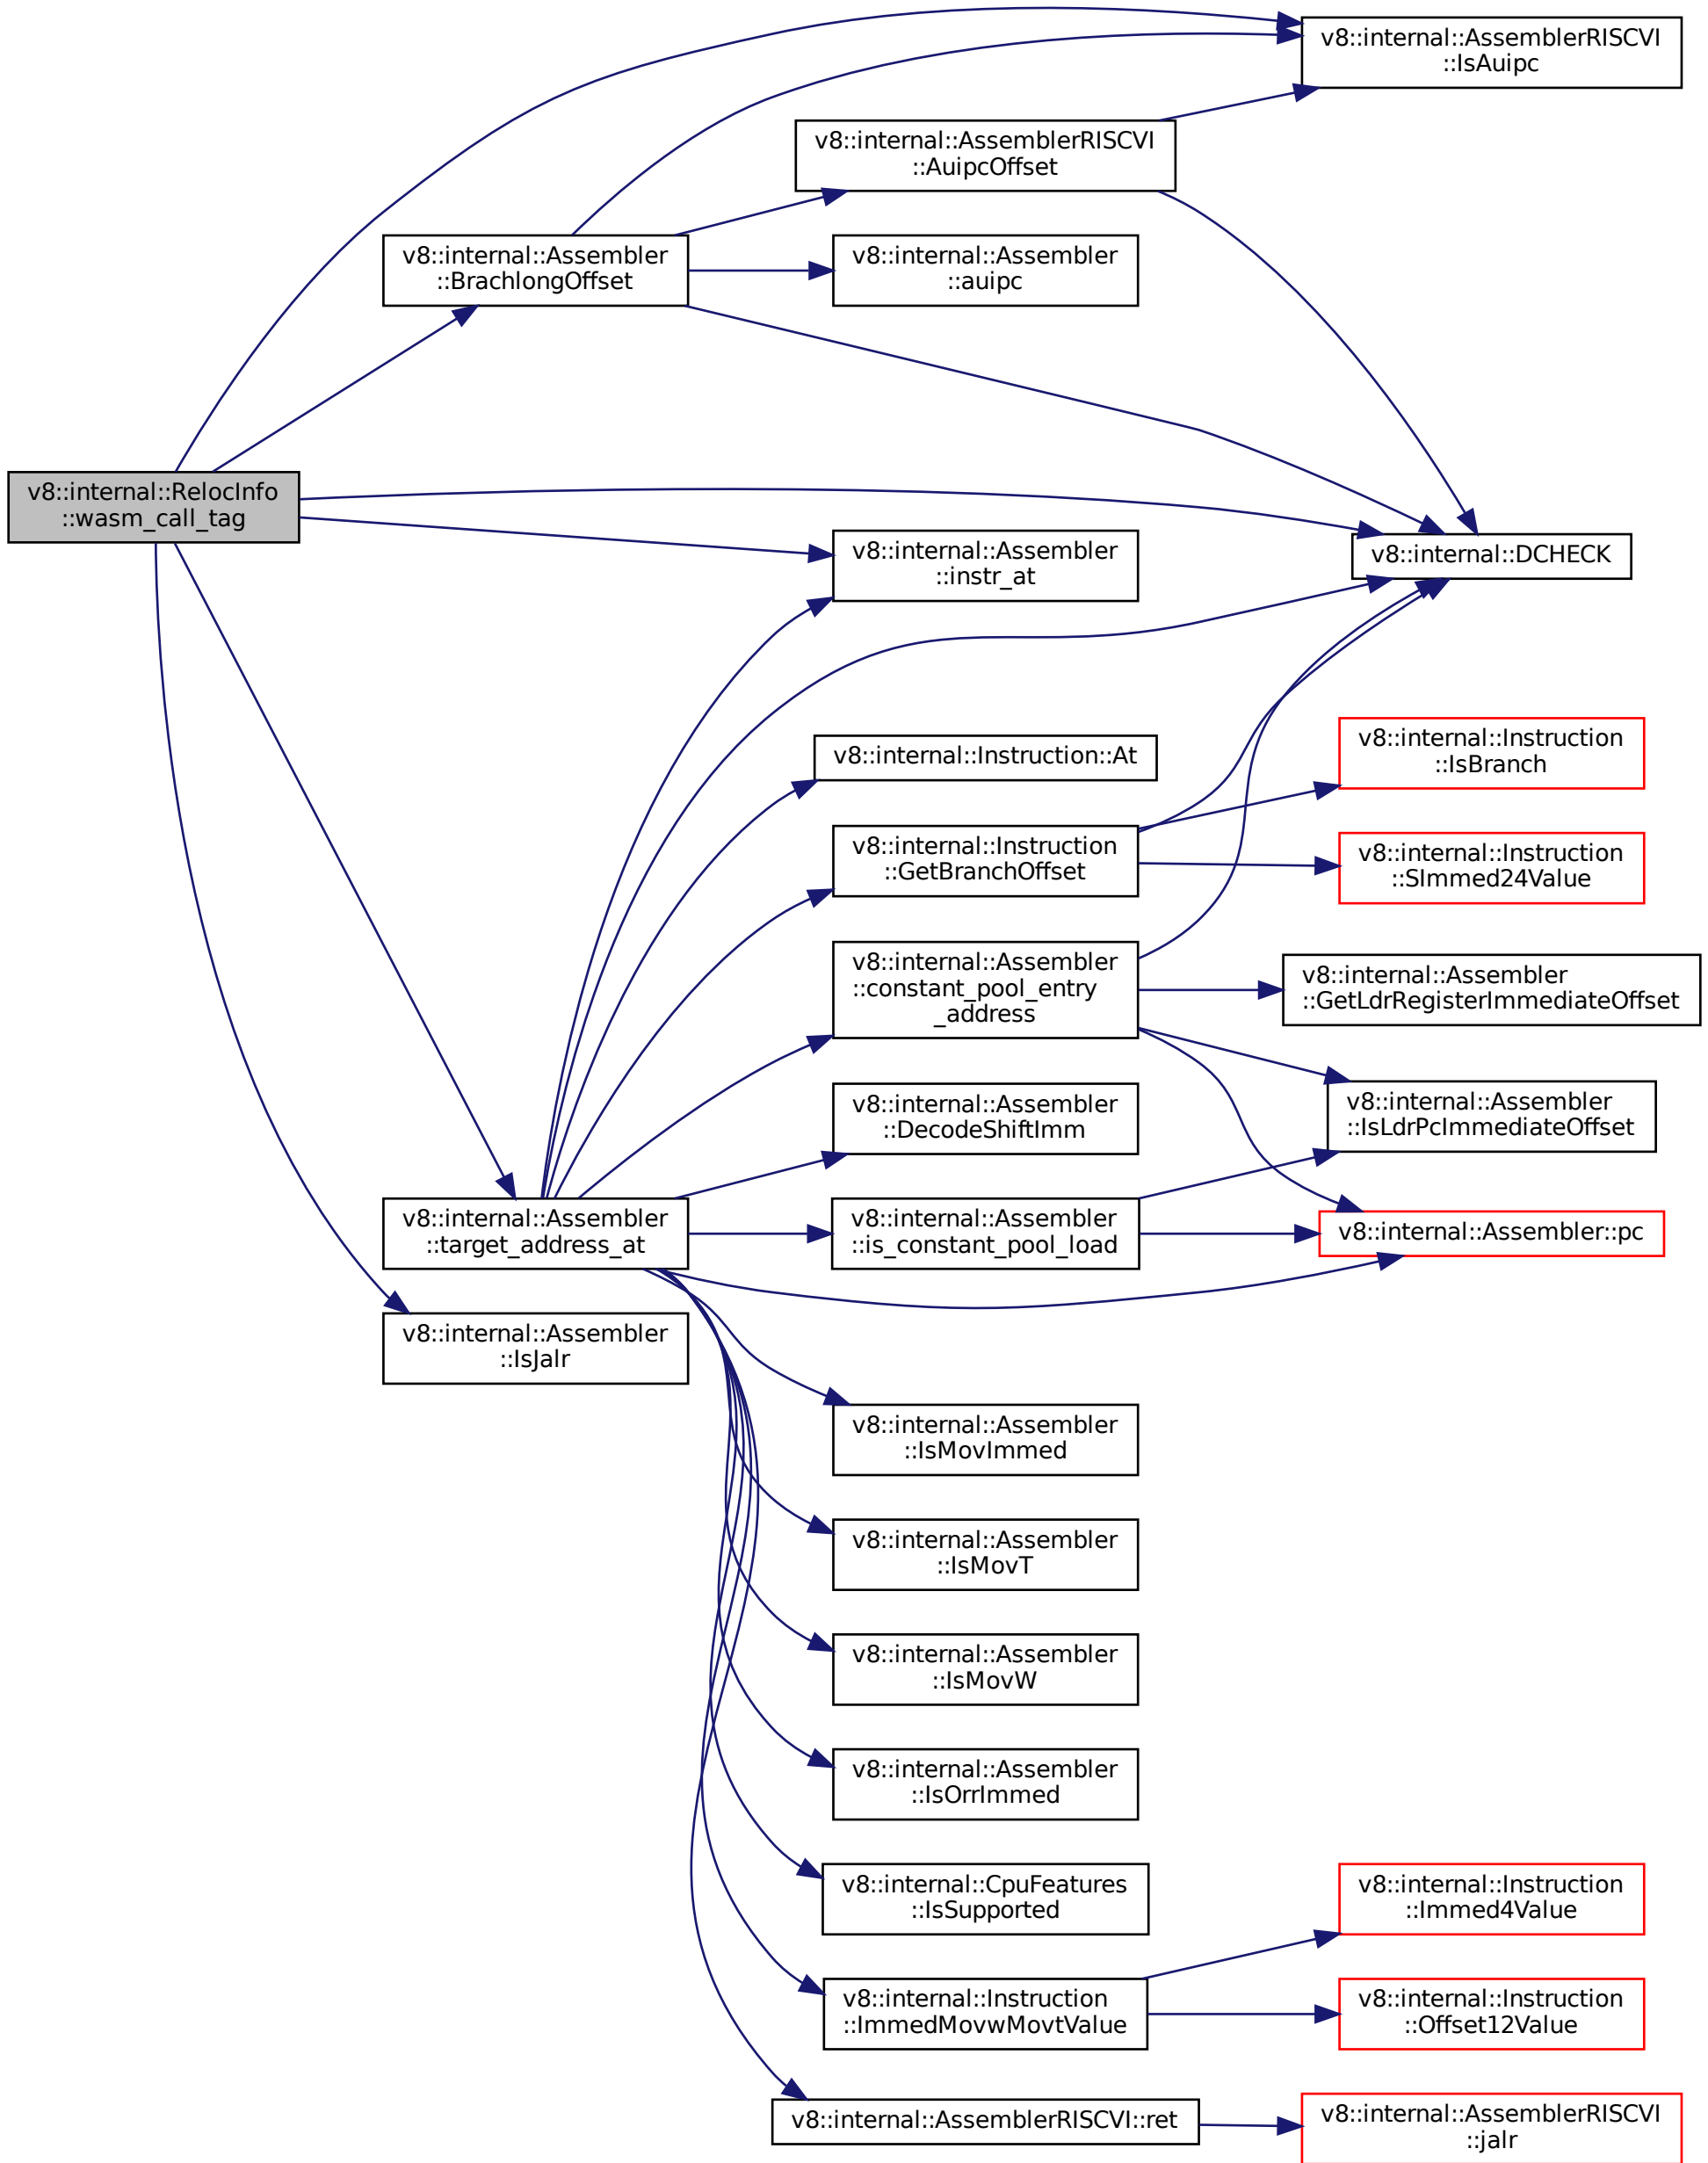 v8::internal::AssemblerRISCVI
::IsAuipc
v8::internal::AssemblerRISCVI
::AuipcOffset
v8::internal::Assembler
::BrachlongOffset
v8::internal::Assembler
::auipc
v8::internal::RelocInfo
::wasm_call_tag
v8::internal::Assembler
::instr_at
v8::internal::DCHECK
v8::internal::Instruction::At
v8::internal::Instruction
::IsBranch
v8::internal::Instruction
::GetBranchOffset
v8::internal::Instruction
::SImmed24Value
v8::internal::Assembler
::constant_pool_entry
_address
v8::internal::Assembler
::GetLdrRegisterImmediateOffset
v8::internal::Assembler
::DecodeShiftImm
v8::internal::Assembler
::IsLdrPcImmediateOffset
v8::internal::Assembler
::target_address_at
v8::internal::Assembler
::is_constant_pool_load
v8::internal::Assembler::pc
v8::internal::Assembler
::IsJalr
v8::internal::Assembler
::IsMovImmed
v8::internal::Assembler
::IsMovT
v8::internal::Assembler
::IsMovW
v8::internal::Assembler
::IsOrrImmed
v8::internal::CpuFeatures
::IsSupported
v8::internal::Instruction
::Immed4Value
v8::internal::Instruction
::ImmedMovwMovtValue
v8::internal::Instruction
::Offset12Value
v8::internal::AssemblerRISCVI::ret
v8::internal::AssemblerRISCVI
::jalr